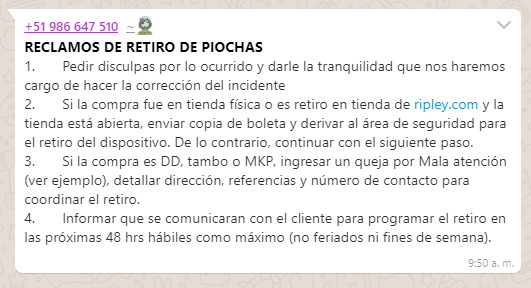 +51 986 647 510 ~
RECLAMOS DE RETIRO DE PIOCHAS
1. Pedir disculpas por lo ocurrido y darle la tranquilidad que nos haremos
cargo de hacer la corrección del incidente
2. Si la compra fue en tienda física o es retiro en tienda de ripley.com y la
tienda está abierta, enviar copia de boleta y derivar al área de seguridad para
el retiro del dispositivo. De lo contrario, continuar con el siguiente paso.
3. Si la compra es DD, tambo o MKP, ingresar un queja por Mala atención
(ver ejemplo), detallar dirección, referencias y número de contacto para
coordinar el retiro.
4. Informar que se comunicaran con el cliente para programar el retiro en
las próximas 48 hrs hábiles como máximo (no feriados ni fines de semana).
9:50 a. m.